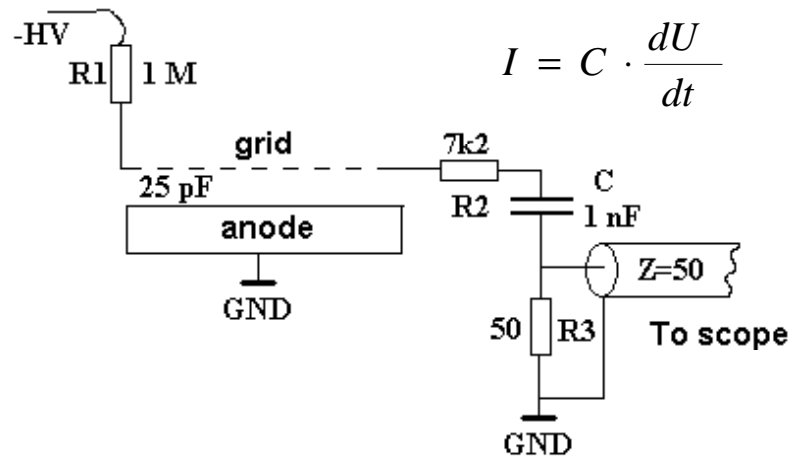 -HV
R1 1 M
I = C · dU/dt
grid
25 pF
anode
GND
7k2
R2
C
1 nF
Z=50
50 R3
To scope
GND